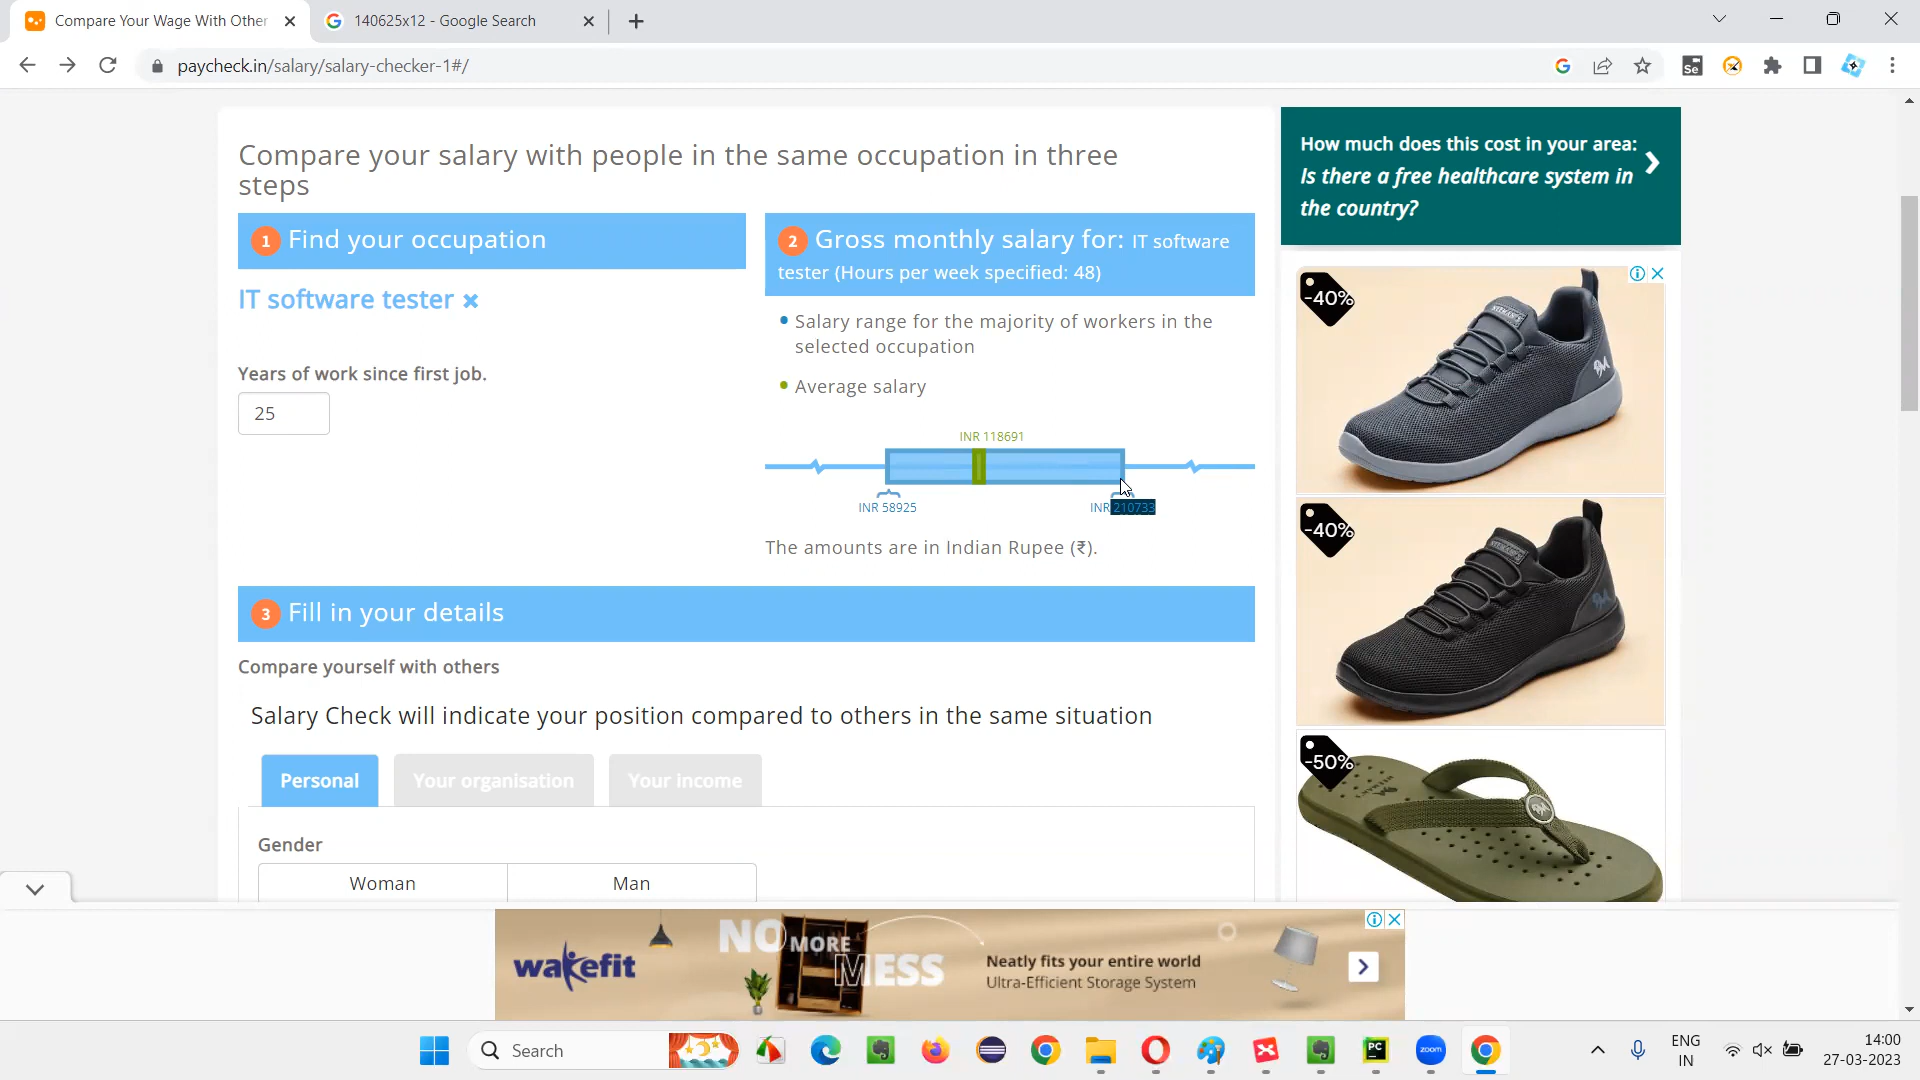 Compare Your Wage With Other
140625x12 - Google Search
paycheck.in/salary/salary-checker-1#/
Compare your salary with people in the same occupation in three
steps
1 Find your occupation
IT software tester
Years of work since first job.
25
2 Gross monthly salary for: IT software
tester (Hours per week specified: 48)
Salary range for the majority of workers in the
selected occupation
Average salary
INR 118691
INR 58925
INR 210733
The amounts are in Indian Rupee (₹).
3 Fill in your details
Compare yourself with others
Salary Check will indicate your position compared to others in the same situation
Personal
Your organisation
Your income
Gender
Woman
Man
How much does this cost in your area:
Is there a free healthcare system in
the country?
-40%
-40%
-50%
wakefit
NO MORE
MESS
Neatly fits your entire world
Ultra-Efficient Storage System
Search
Se
PC
zoom
ENG
IN
14:00
27-03-2023